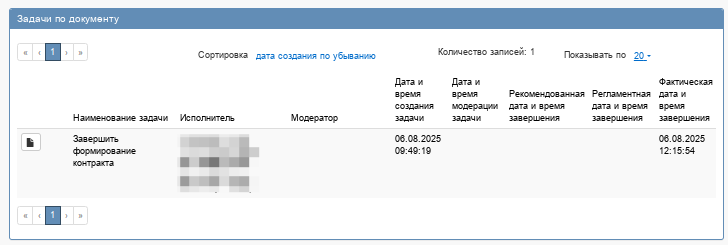 Задачи по документу
« ‹ 1 › »
Сортировка дата создания по убыванию Количество записей: 1 Показывать по 20
Наименование задачи
Исполнитель
Модератор
Дата и
время
создания
задачи
Дата и
время
модерации
задачи
Рекомендованная
дата и время
завершения
Регламентная
дата и время
завершения
Фактическая
дата и
время
завершения
Завершить
формирование
контракта
06.08.2025
09:49:19
06.08.2025
12:15:54
« ‹ 1 › »